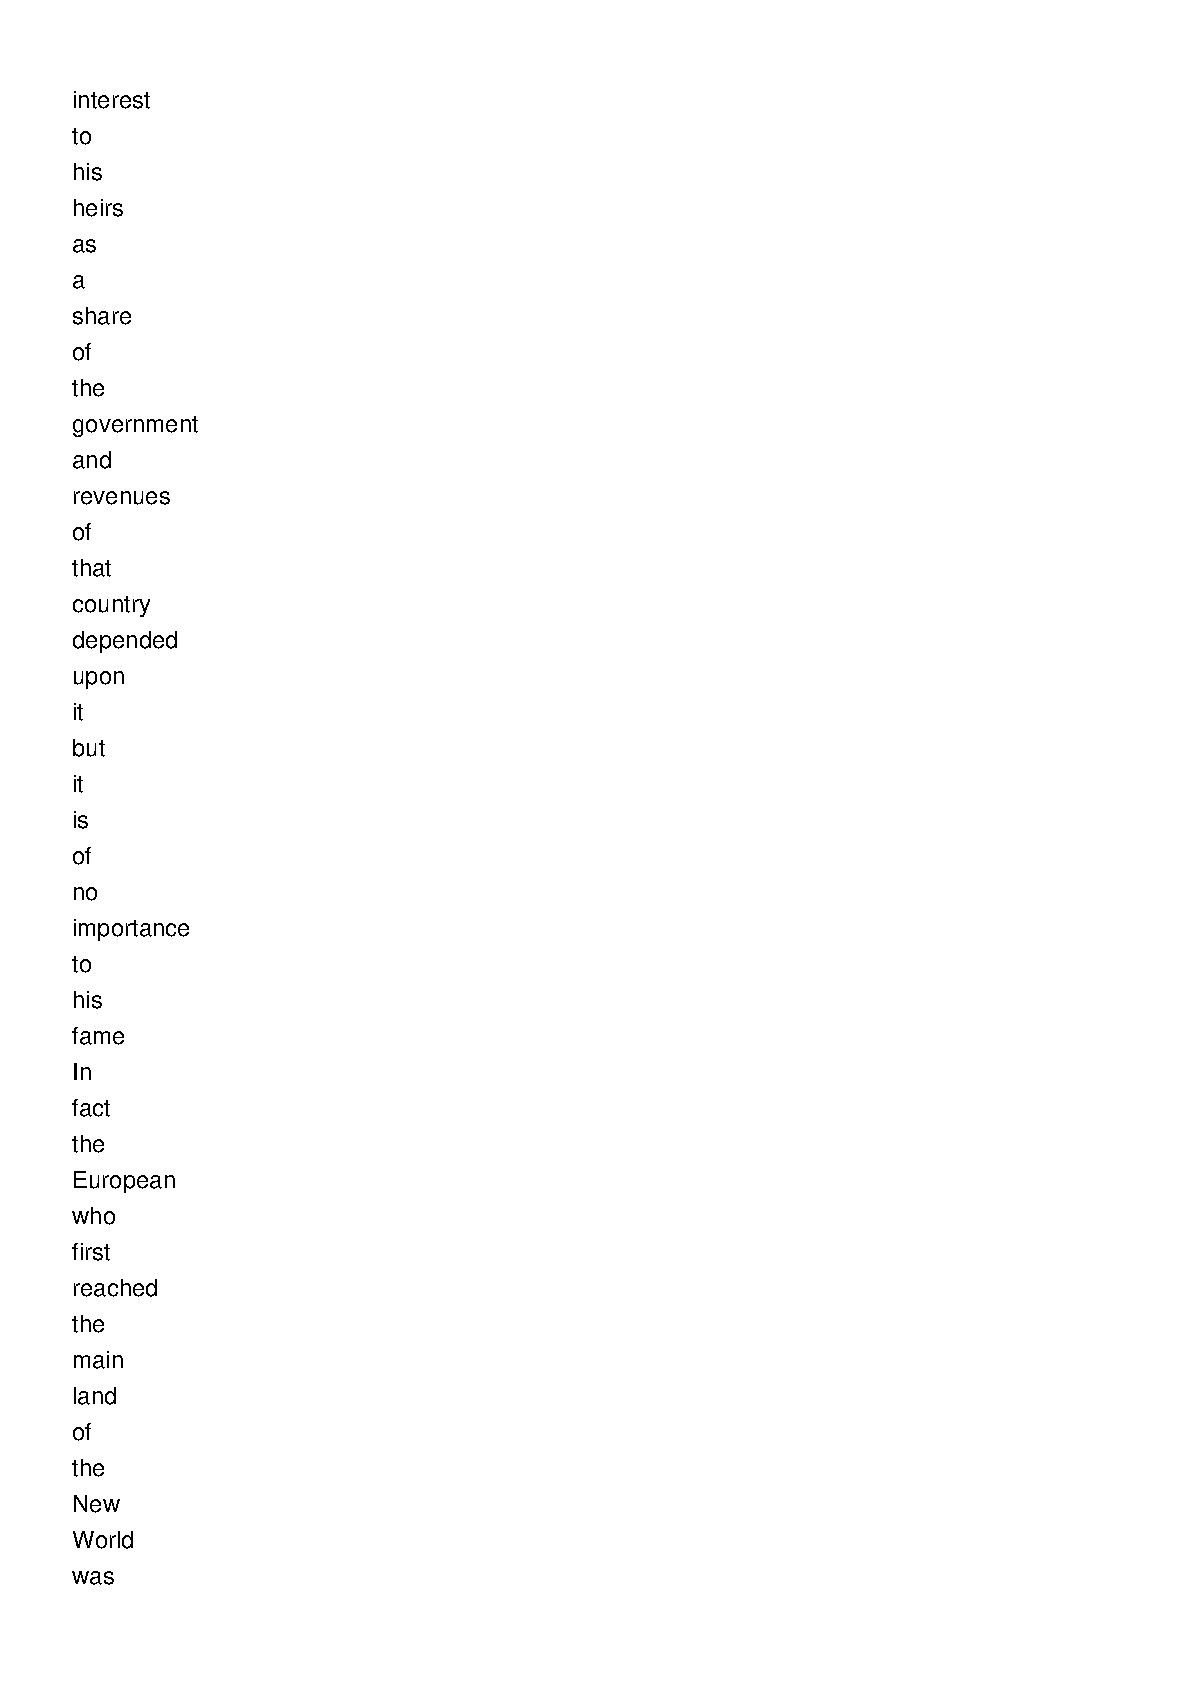 interest
to
his
heirs
as
a
share
of
the
government
and
revenues
of
that
country
depended
upon
it
but
it
is
of
no
importance
to
his
fame
In
fact
the
European
who
first
reached
the
main
land
of
the
New
World
was